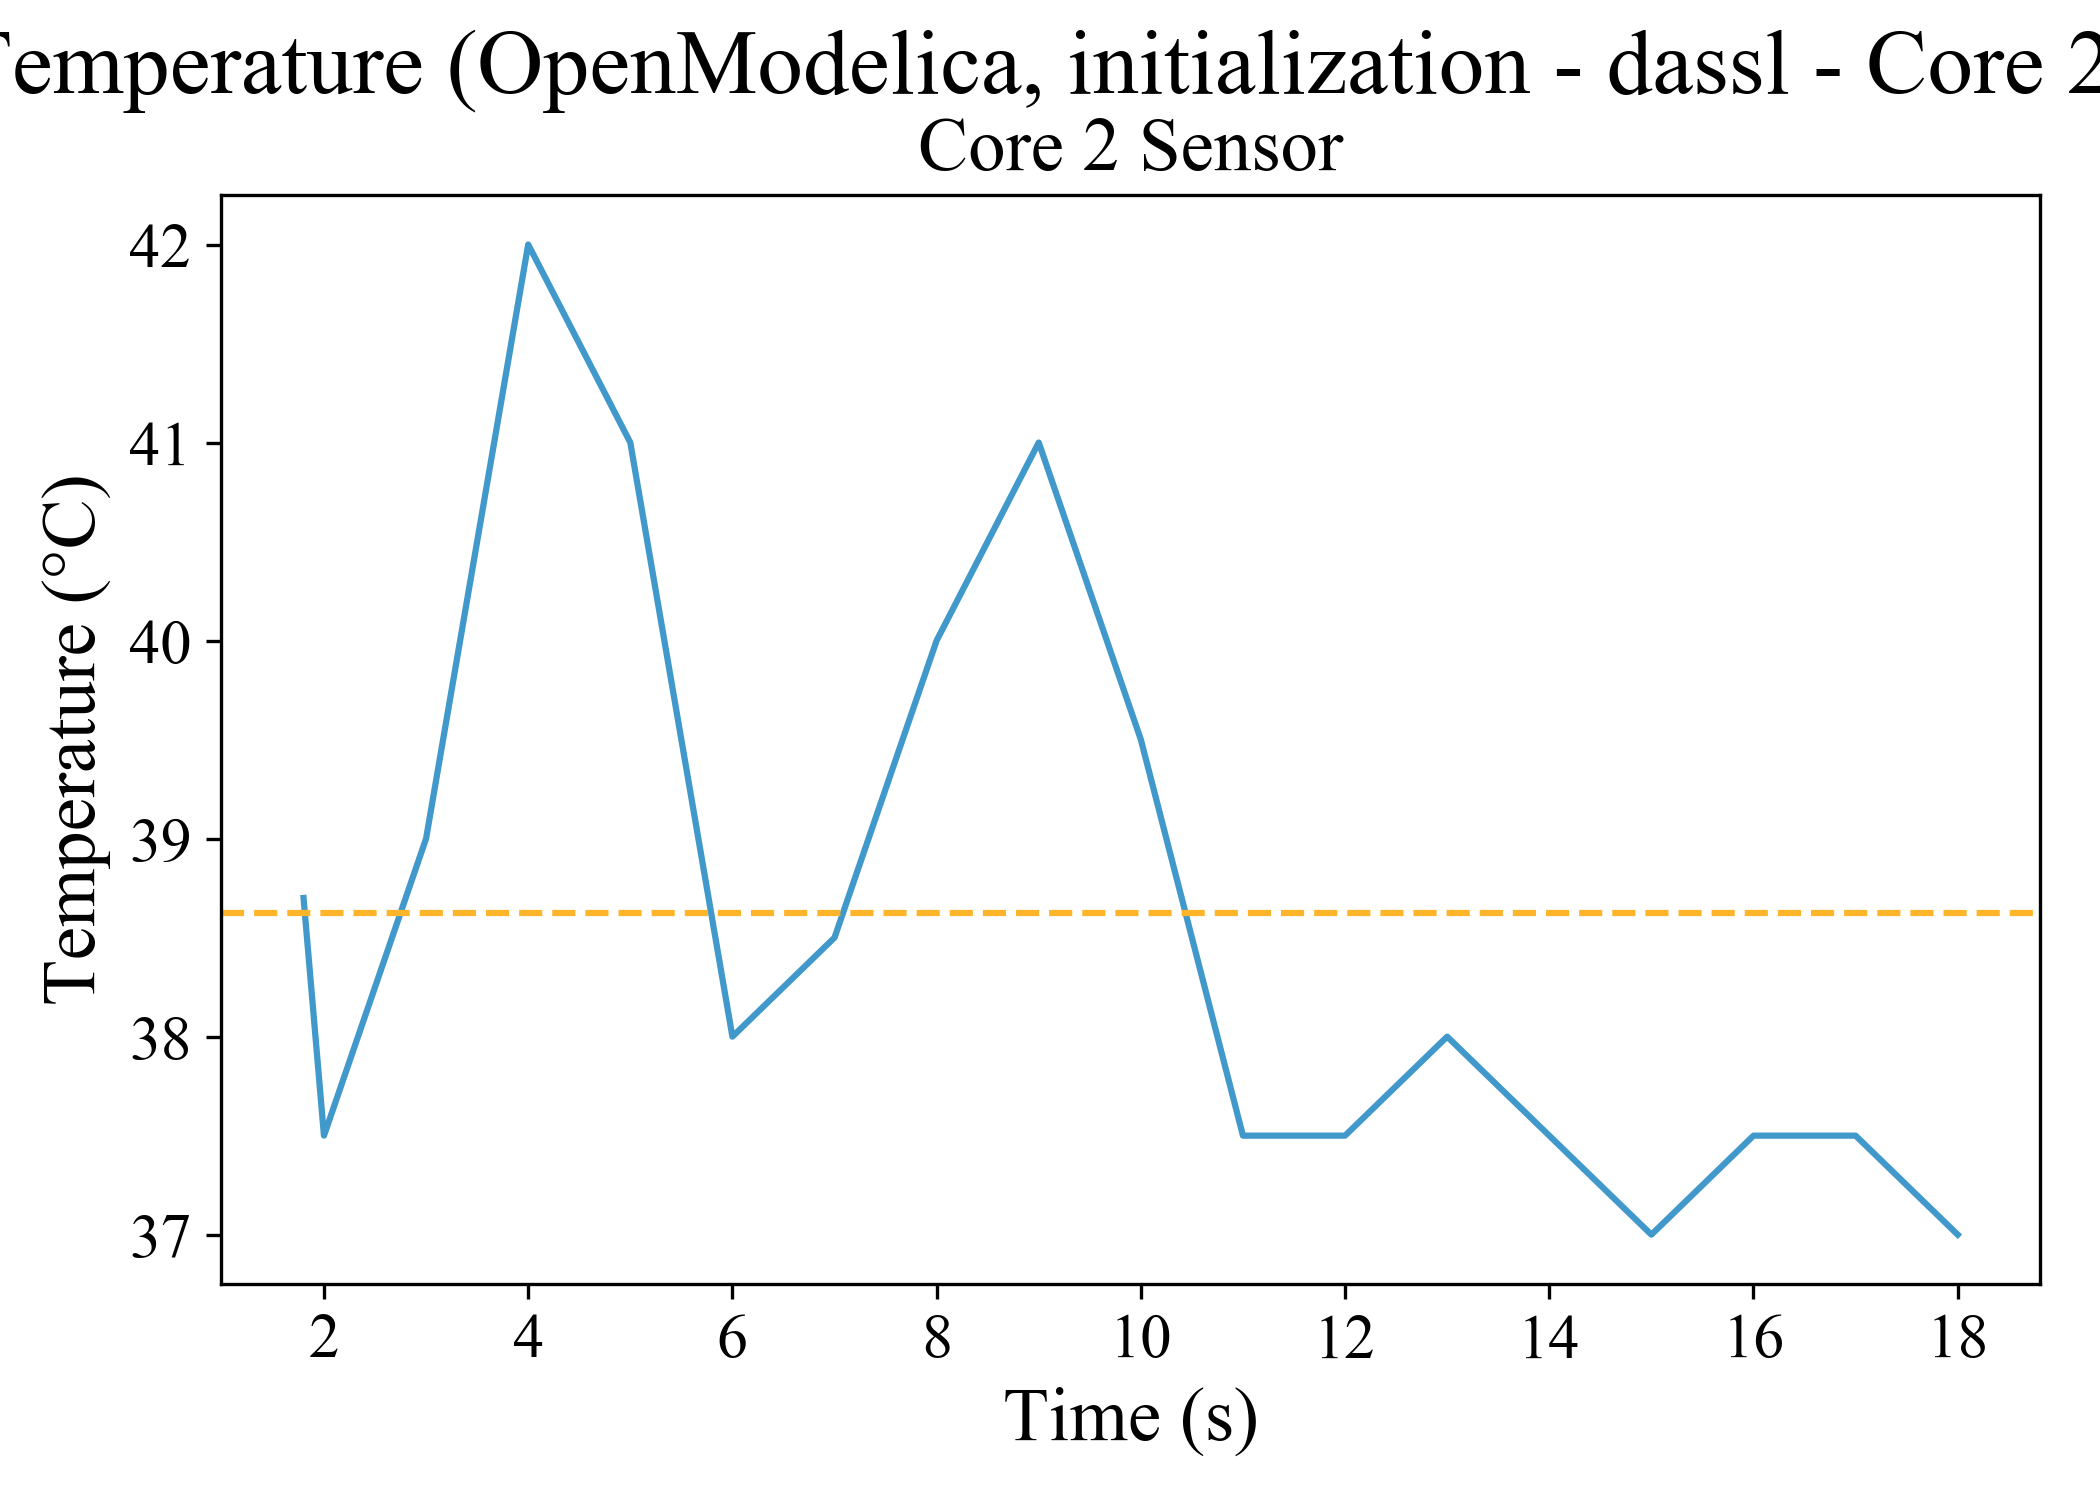 Temperature (OpenModelica, initialization - dassl - Core 2
Core 2 Sensor
Temperature (°C)
42
41
40
39
38
37
2 4 6 8 10 12 14 16 18
Time (s)